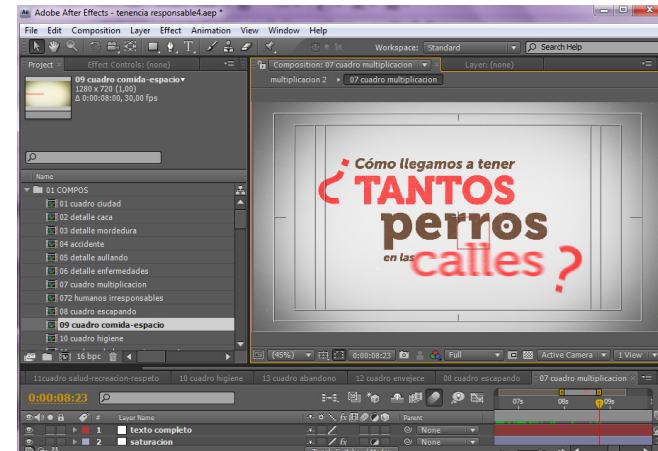 Adobe After Effects - tenencia responsable4.aep *
File Edit Composition Layer Effect Animation View Window Help
Workspace: Standard
Search Help
Project
Effect Controls: (none)
Composition: 07 cuadro multiplicacion
Layer: (none)
09 cuadro comida-espacio
1280 x 720 (1,00)
Δ 0:00:08:00, 30,00 fps
multiplicacion 2
07 cuadro multiplicacion
Name
01 COMPOS
01 cuadro ciudad
02 detalle caca
03 detalle mordedura
04 accidente
05 detalle aullando
06 detalle enfermedades
07 cuadro multiplicacion
072 humanos irresponsables
08 cuadro escapando
09 cuadro comida-espacio
10 cuadro higiene
16 bpc
¿Cómo llegamos a tener
TANTOS
perros
en las calles?
(45%)
0:00:08:23
Full
Active Camera
1 View
11cuadro salud-recreacion-respeto
10 cuadro higiene
13 cuadro abandono
12 cuadro envejece
08 cuadro escapando
07 cuadro multiplicacion
0:00:08:23
07s
08s
09s
# Layer Name
Parent
1 texto completo
None
2 saturacion
None